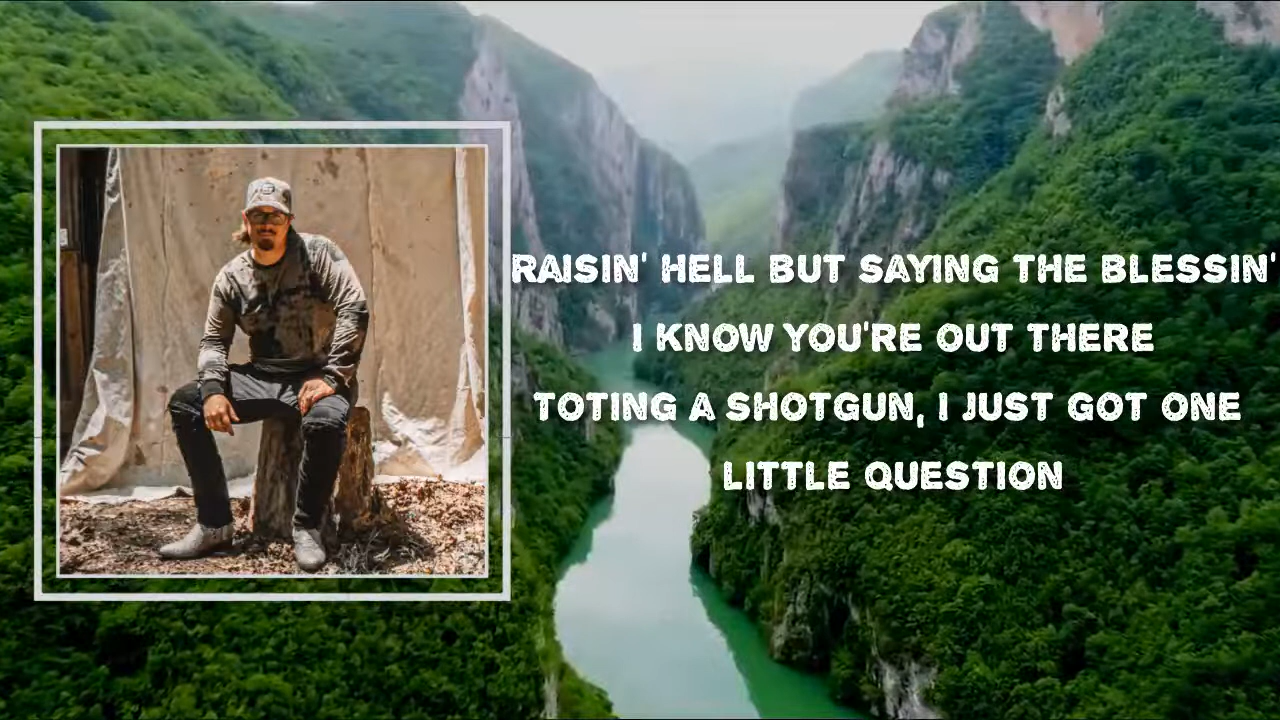 RAISIN' HELL BUT SAYING THE BLESSIN'
I KNOW YOU'RE OUT THERE
TOTING A SHOTGUN, I JUST GOT ONE
LITTLE QUESTION